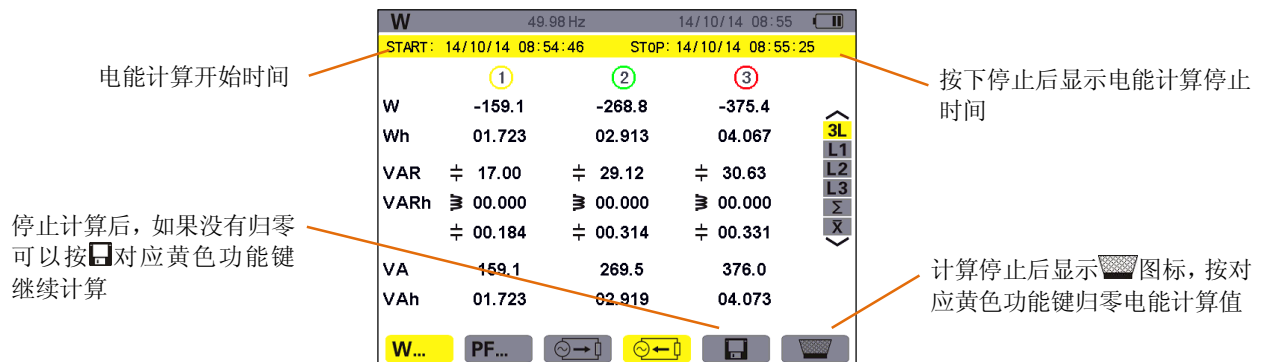 W 49.98 Hz 14/10/14 08:55
START: 14/10/14 08:54:46 STOP: 14/10/14 08:55:25
电能计算开始时间
按下停止后显示电能计算停止
时间
1 2 3
W -159.1 -268.8 -375.4
Wh 01.723 02.913 04.067
VAR 17.00 29.12 30.63
VARh 00.000 00.000 00.000
00.184 00.314 00.331
VA 159.1 269.5 376.0
VAh 01.723 02.919 04.073
3L
L1
L2
L3
Σ
X̄
停止计算后，如果没有归零
可以按对应黄色功能键
继续计算
计算停止后显示图标，按对
应黄色功能键归零电能计算值
W... PF...